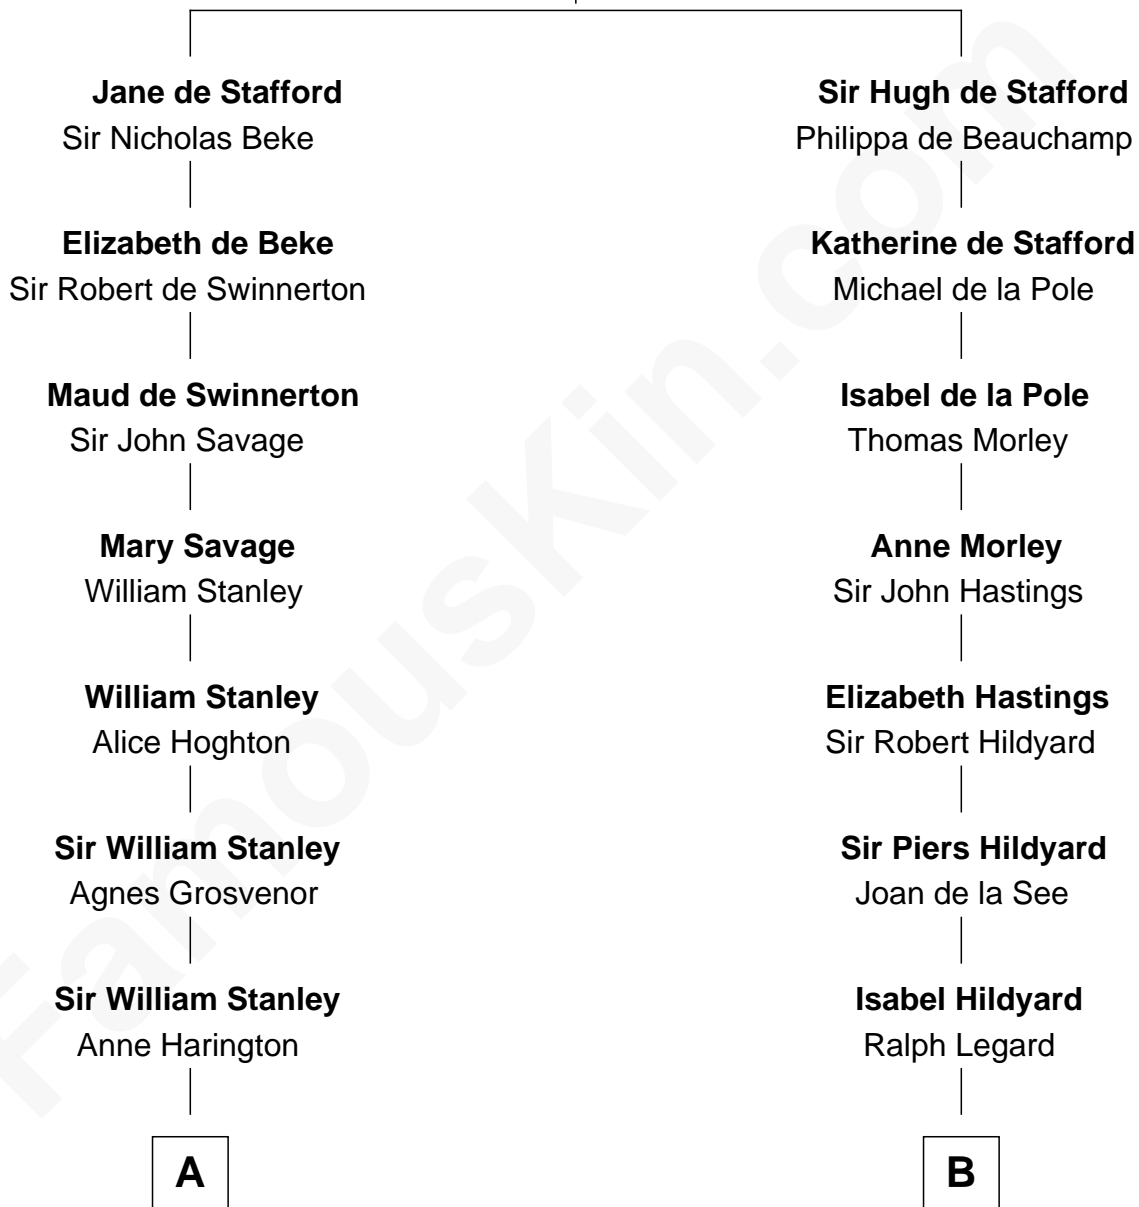 Jane de Stafford
Sir Nicholas Beke
Elizabeth de Beke
Sir Robert de Swinnerton
Maud de Swinnerton
Sir John Savage
Mary Savage
William Stanley
William Stanley
Alice Hoghton
Sir William Stanley
Agnes Grosvenor
Sir William Stanley
Anne Harington
A
Sir Hugh de Stafford
Philippa de Beauchamp
Katherine de Stafford
Michael de la Pole
Isabel de la Pole
Thomas Morley
Anne Morley
Sir John Hastings
Elizabeth Hastings
Sir Robert Hildyard
Sir Piers Hildyard
Joan de la See
Isabel Hildyard
Ralph Legard
B
FamousKin.com